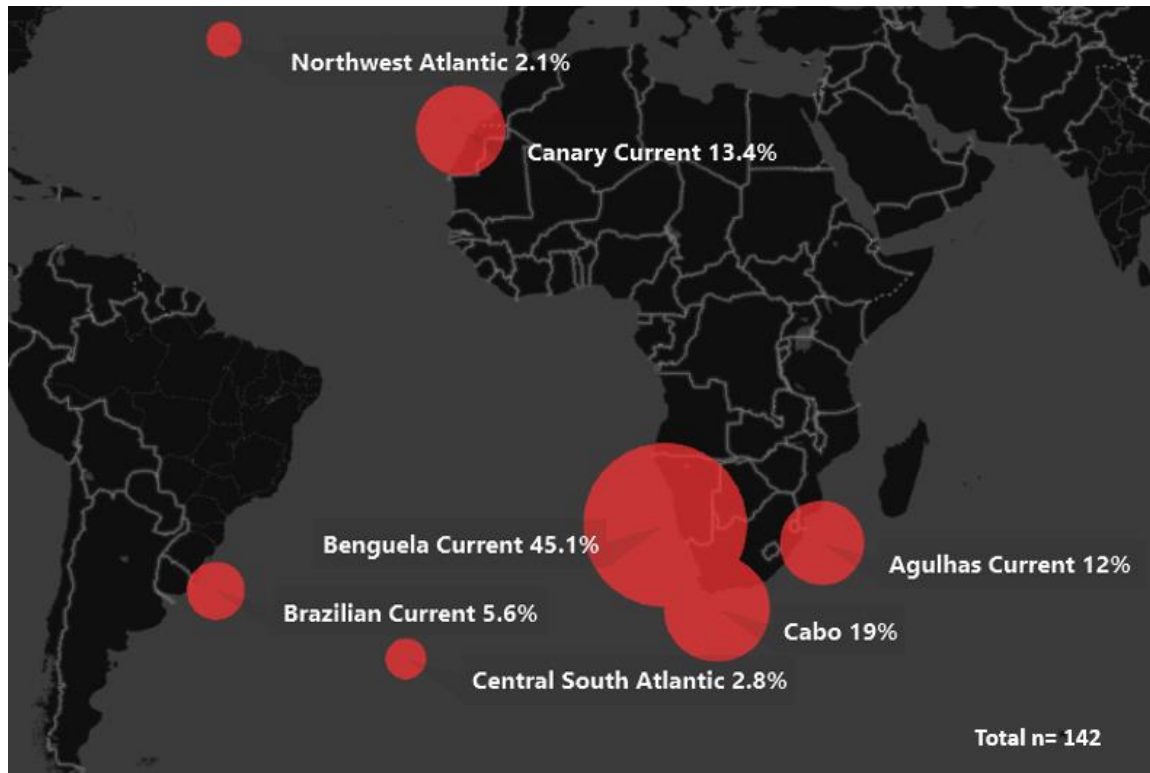 Northwest Atlantic 2.1%
Canary Current 13.4%
Benguela Current 45.1%
Agulhas Current 12%
Brazilian Current 5.6%
Cabo 19%
Central South Atlantic 2.8%
Total n= 142